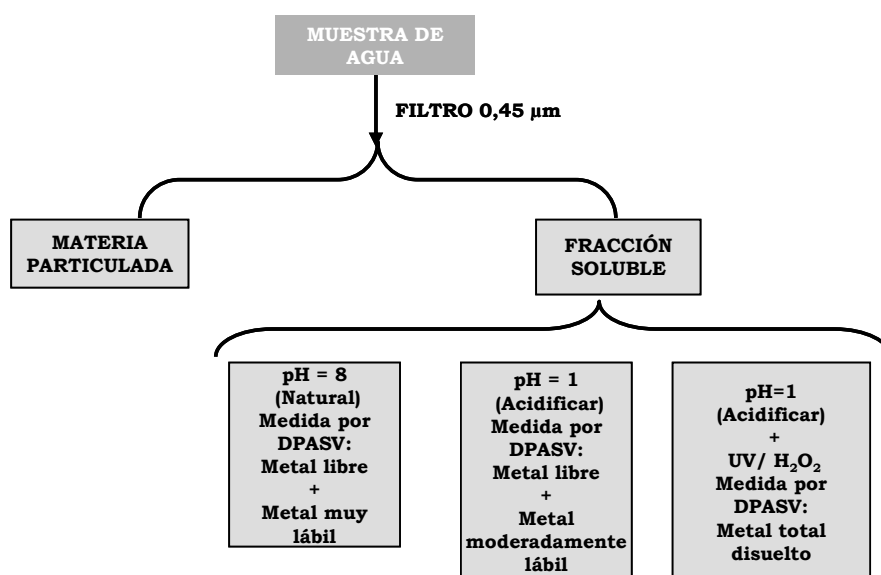 MUESTRA DE
AGUA
FILTRO 0,45 µm
MATERIA
PARTICULADA
FRACCIÓN
SOLUBLE
pH = 8
(Natural)
Medida por
DPASV:
Metal libre
+
Metal muy
lábil
pH = 1
(Acidificar)
Medida por
DPASV:
Metal libre
+
Metal
moderadamente
lábil
pH=1
(Acidificar)
+
UV/ H₂O₂
Medida por
DPASV:
Metal total
disuelto